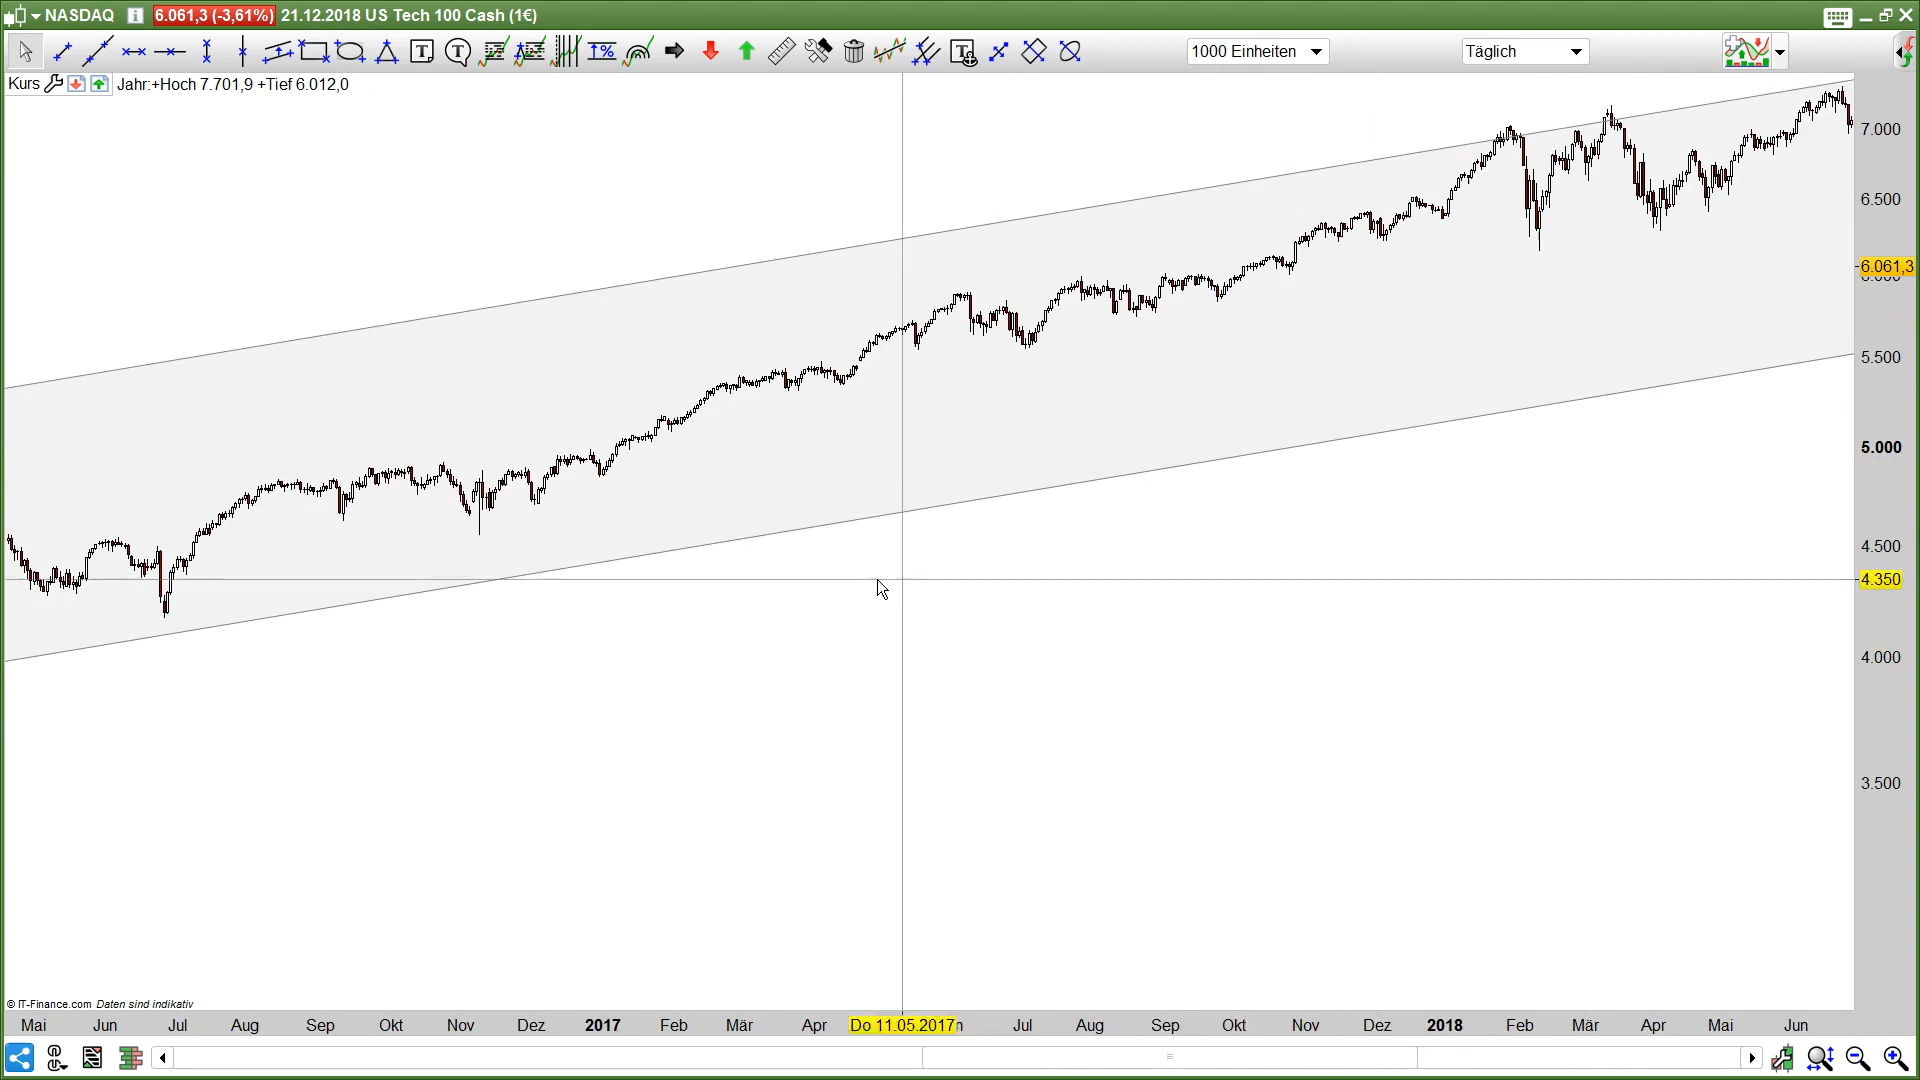 NASDAQ 6.061,3 (-3,61%) 21.12.2018 US Tech 100 Cash (1€)
1000 Einheiten Täglich
Kurs Jahr:+Hoch 7.701,9 +Tief 6.012,0
7.000
6.500
6.061,3
5.500
5.000
4.500
4.350
4.000
3.500
© IT-Finance.com Daten sind indikativ
Mai Jun Jul Aug Sep Okt Nov Dez 2017 Feb Mär Apr Do 11.05.2017 Jul Aug Sep Okt Nov Dez 2018 Feb Mär Apr Mai Jun